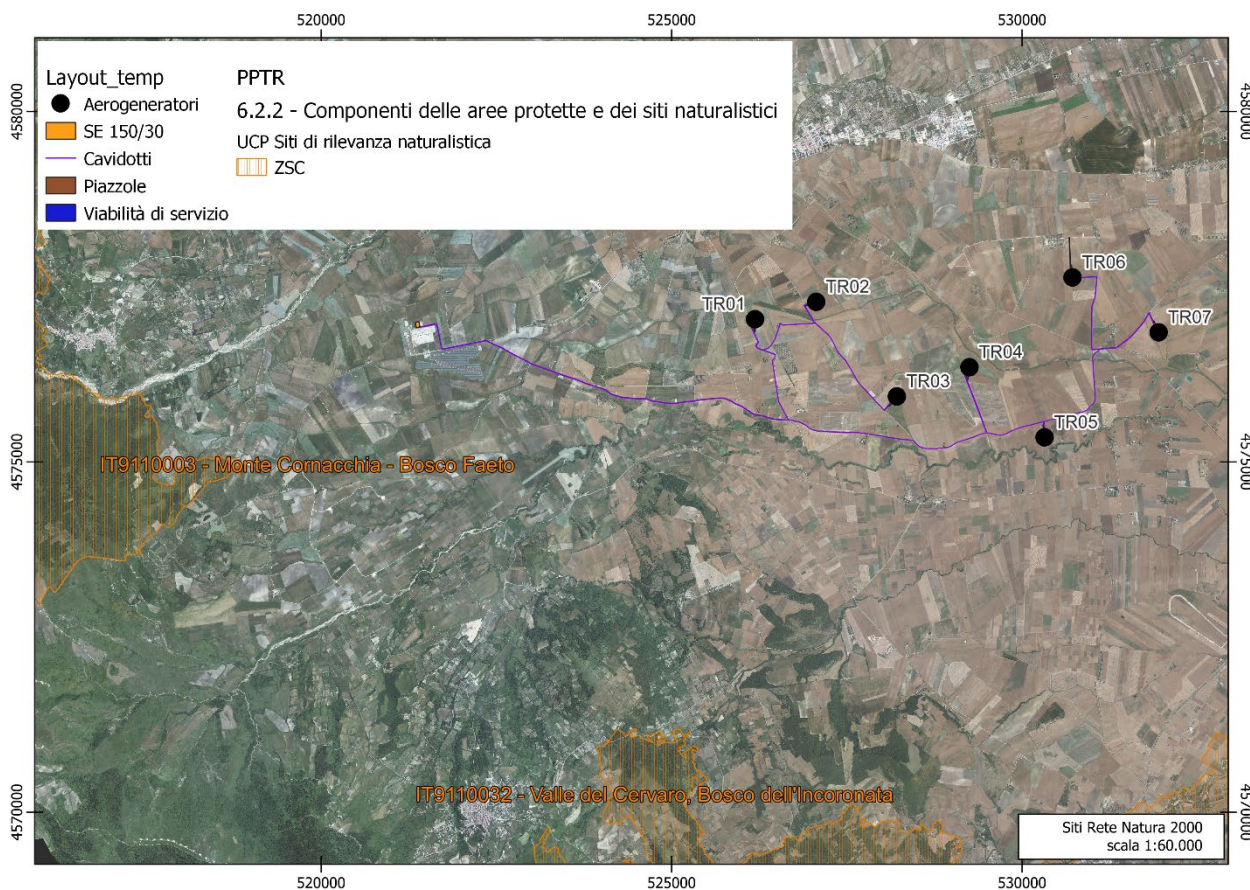 520000 525000 530000
Layout_temp
Aerogeneratori
SE 150/30
Cavidotti
Piazzole
Viabilità di servizio
PPTR
6.2.2 - Componenti delle aree protette e dei siti naturalistici
UCP Siti di rilevanza naturalistica
ZSC
4580000 4580000
TR06
TR02
TR01
TR07
TR04
TR03
TR05
4575000 4575000
IT9110003 - Monte Cornacchia - Bosco Faeto
IT9110032 - Valle del Cervaro, Bosco dell'Incoronata
4570000 4570000
Siti Rete Natura 2000
scala 1:60.000
520000 525000 530000